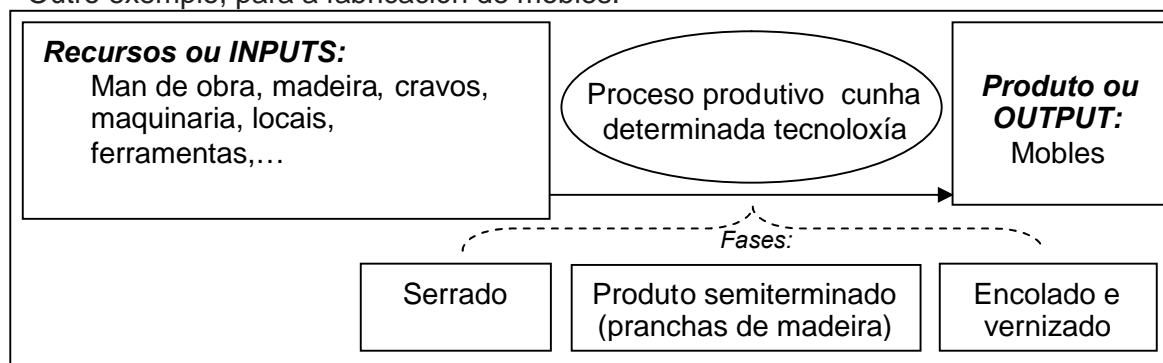 Outro exemplo, para a fabricación de mobles:
Recursos ou INPUTS:
Man de obra, madeira, cravos,
maquinaria, locais,
ferramentas,…
Proceso produtivo cunha
determinada tecnoloxía
Produto ou
OUTPUT:
Mobles
Fases:
Serrado
Produto semiterminado
(pranchas de madeira)
Encolado e
vernizado